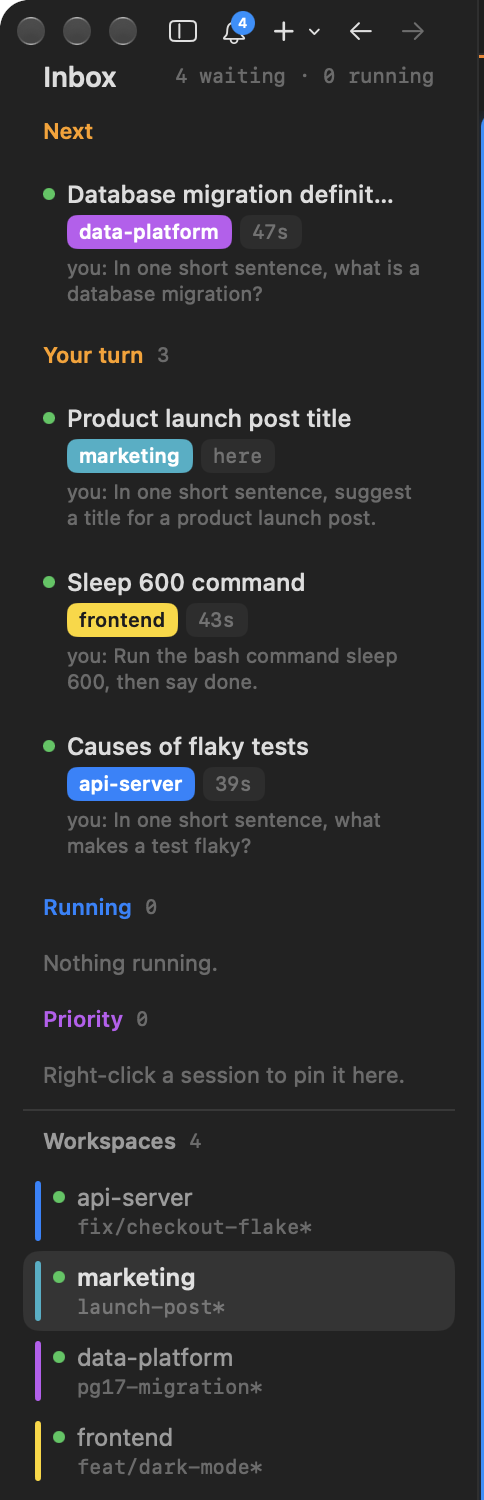 4
Inbox 4 waiting · 0 running
Next
Database migration definit...
data-platform 47s
you: In one short sentence, what is a
database migration?
Your turn 3
Product launch post title
marketing here
you: In one short sentence, suggest
a title for a product launch post.
Sleep 600 command
frontend 43s
you: Run the bash command sleep
600, then say done.
Causes of flaky tests
api-server 39s
you: In one short sentence, what
makes a test flaky?
Running 0
Nothing running.
Priority 0
Right-click a session to pin it here.
Workspaces 4
api-server
fix/checkout-flake*
marketing
launch-post*
data-platform
pg17-migration*
frontend
feat/dark-mode*